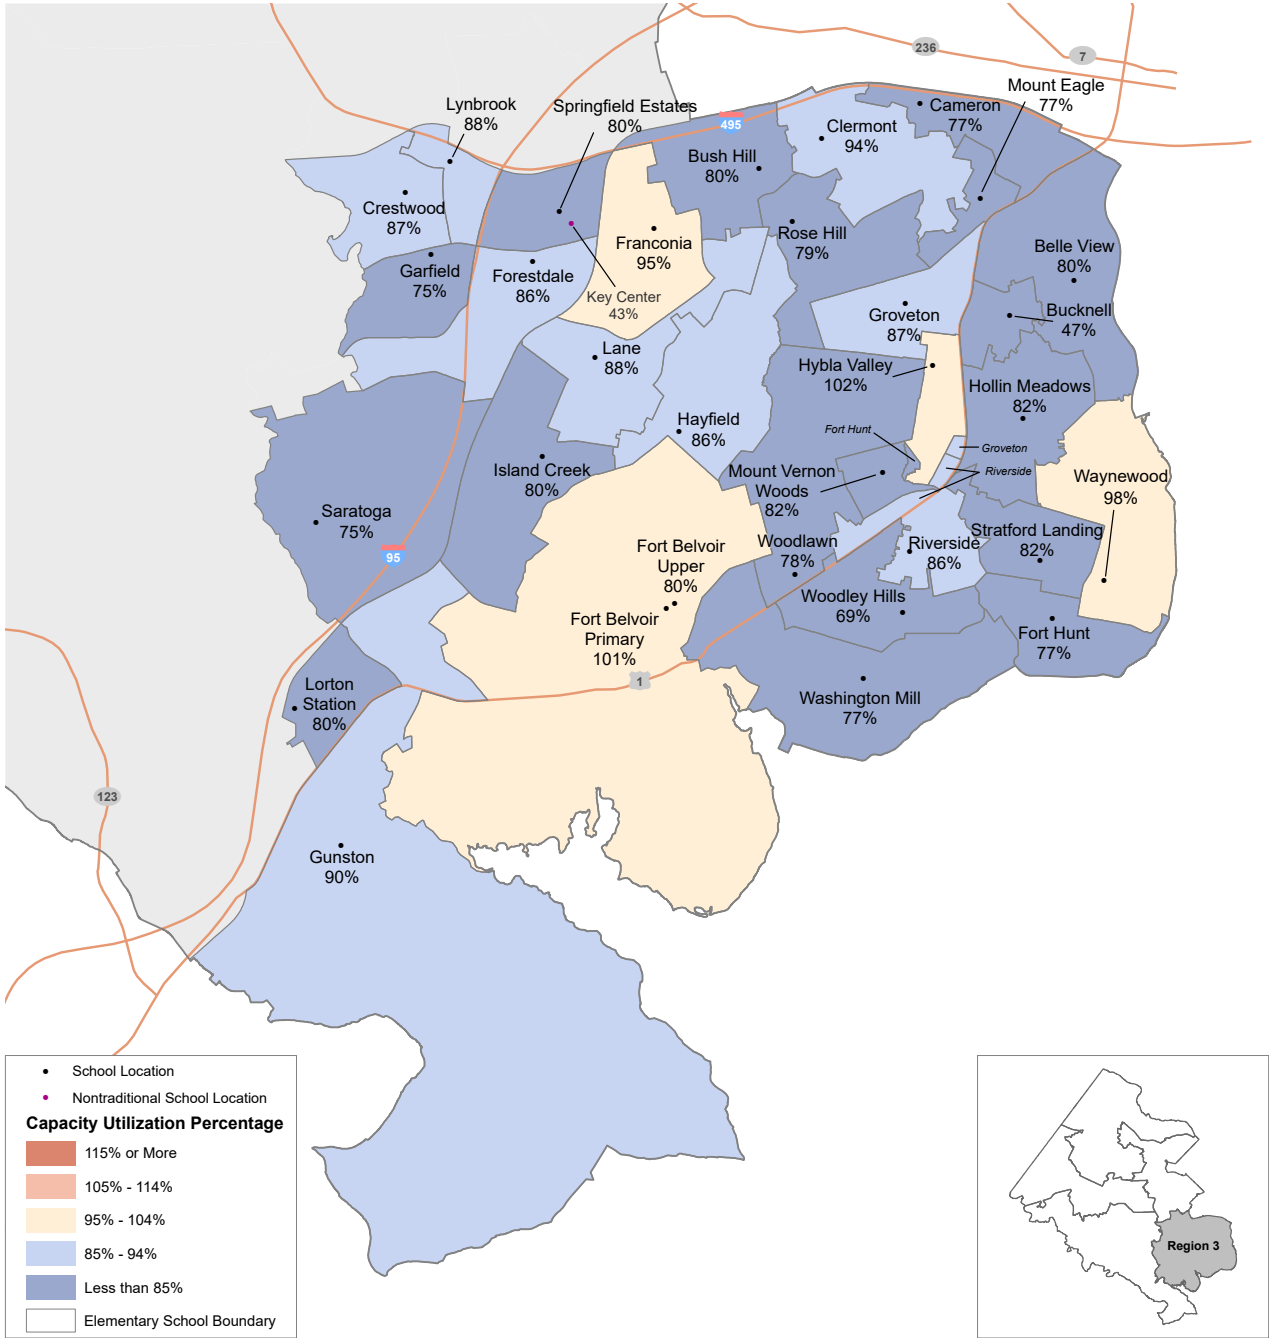 236
7
Mount Eagle
77%
Lynbrook
88%
Springfield Estates
80%
Cameron
77%
495
Clermont
94%
Bush Hill
80%
Crestwood
87%
Franconia
95%
Rose Hill
79%
Belle View
80%
Garfield
75%
Forestdale
86%
Key Center
43%
Groveton
87%
Bucknell
47%
Lane
88%
Hybla Valley
102%
Hollin Meadows
82%
Hayfield
86%
Fort Hunt
Groveton
Riverside
Island Creek
80%
Mount Vernon
Woods
82%
Waynewood
98%
Saratoga
75%
95
Fort Belvoir
Upper
80%
Woodlawn
78%
Riverside
86%
Stratford Landing
82%
Woodley Hills
69%
Fort Belvoir
Primary
101%
Fort Hunt
77%
1
Lorton
Station
80%
Washington Mill
77%
123
Gunston
90%
School Location
Nontraditional School Location
Capacity Utilization Percentage
115% or More
105% - 114%
95% - 104%
85% - 94%
Less than 85%
Elementary School Boundary
Region 3